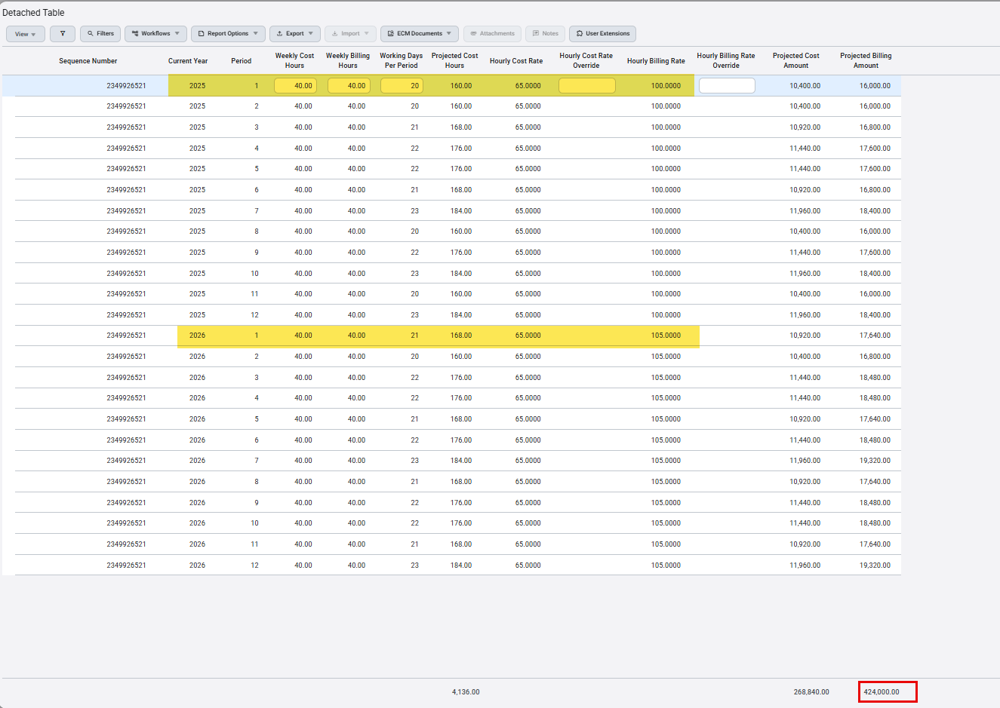 Detached Table
View Filters Workflows Report Options Export Import ECM Documents Attachments Notes User Extensions
Sequence Number Current Year Period Weekly Cost Hours Weekly Billing Hours Working Days Per Period Projected Cost Hours Hourly Cost Rate Hourly Cost Rate Override Hourly Billing Rate Hourly Billing Rate Override Projected Cost Amount Projected Billing Amount
2349926521 2025 1 40.00 40.00 20 160.00 65.0000 100.0000 10,400.00 16,000.00
2349926521 2025 2 40.00 40.00 20 160.00 65.0000 100.0000 10,400.00 16,000.00
2349926521 2025 3 40.00 40.00 21 168.00 65.0000 100.0000 10,920.00 16,800.00
2349926521 2025 4 40.00 40.00 22 176.00 65.0000 100.0000 11,440.00 17,600.00
2349926521 2025 5 40.00 40.00 22 176.00 65.0000 100.0000 11,440.00 17,600.00
2349926521 2025 6 40.00 40.00 21 168.00 65.0000 100.0000 10,920.00 16,800.00
2349926521 2025 7 40.00 40.00 23 184.00 65.0000 100.0000 11,960.00 18,400.00
2349926521 2025 8 40.00 40.00 20 160.00 65.0000 100.0000 10,400.00 16,000.00
2349926521 2025 9 40.00 40.00 22 176.00 65.0000 100.0000 11,440.00 17,600.00
2349926521 2025 10 40.00 40.00 23 184.00 65.0000 100.0000 11,960.00 18,400.00
2349926521 2025 11 40.00 40.00 20 160.00 65.0000 100.0000 10,400.00 16,000.00
2349926521 2025 12 40.00 40.00 23 184.00 65.0000 100.0000 11,960.00 18,400.00
2349926521 2026 1 40.00 40.00 21 168.00 65.0000 105.0000 10,920.00 17,640.00
2349926521 2026 2 40.00 40.00 20 160.00 65.0000 105.0000 10,400.00 16,800.00
2349926521 2026 3 40.00 40.00 22 176.00 65.0000 105.0000 11,440.00 18,480.00
2349926521 2026 4 40.00 40.00 22 176.00 65.0000 105.0000 11,440.00 18,480.00
2349926521 2026 5 40.00 40.00 21 168.00 65.0000 105.0000 10,920.00 17,640.00
2349926521 2026 6 40.00 40.00 22 176.00 65.0000 105.0000 11,440.00 18,480.00
2349926521 2026 7 40.00 40.00 23 184.00 65.0000 105.0000 11,960.00 19,320.00
2349926521 2026 8 40.00 40.00 21 168.00 65.0000 105.0000 10,920.00 17,640.00
2349926521 2026 9 40.00 40.00 22 176.00 65.0000 105.0000 11,440.00 18,480.00
2349926521 2026 10 40.00 40.00 22 176.00 65.0000 105.0000 11,440.00 18,480.00
2349926521 2026 11 40.00 40.00 21 168.00 65.0000 105.0000 10,920.00 17,640.00
2349926521 2026 12 40.00 40.00 23 184.00 65.0000 105.0000 11,960.00 19,320.00
4,136.00 268,840.00 424,000.00